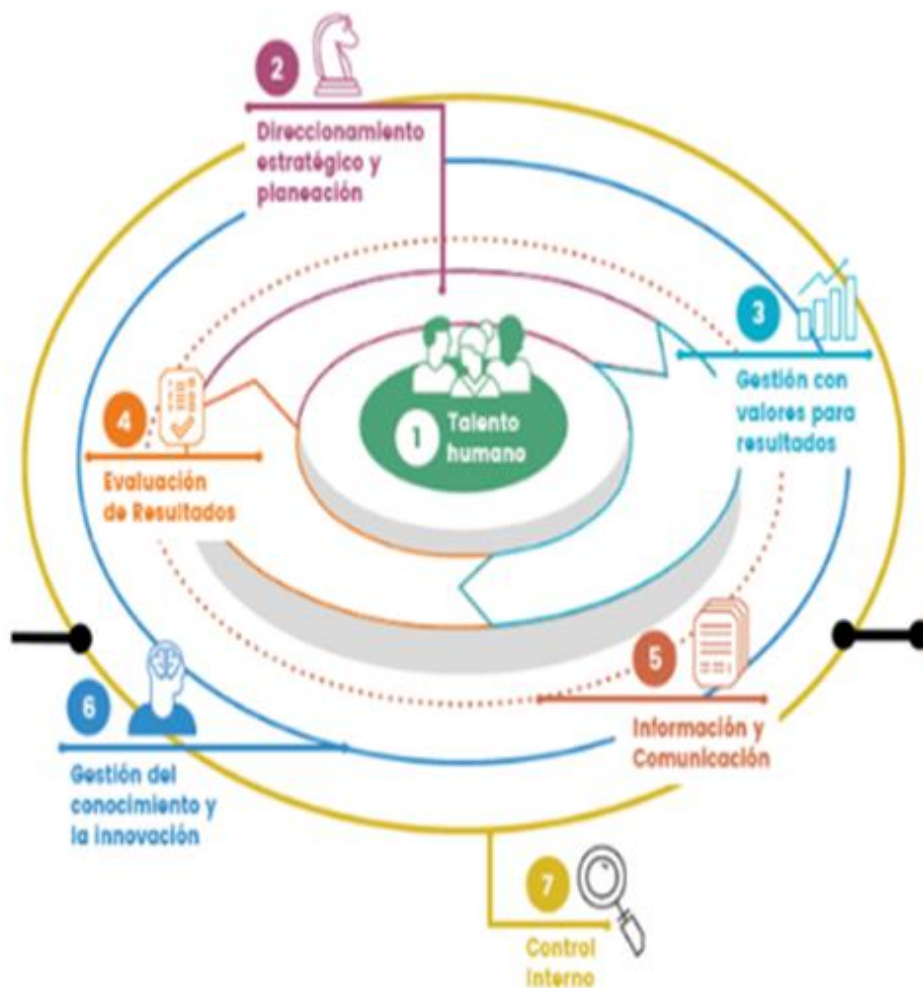 2
Direccionamiento
estratégico y
planeación
3
Gestión con
valores para
resultados
1
Talento
humano
4
Evaluación
de Resultados
5
Información y
Comunicación
6
Gestión del
conocimiento y
la innovación
7
Control
Interno